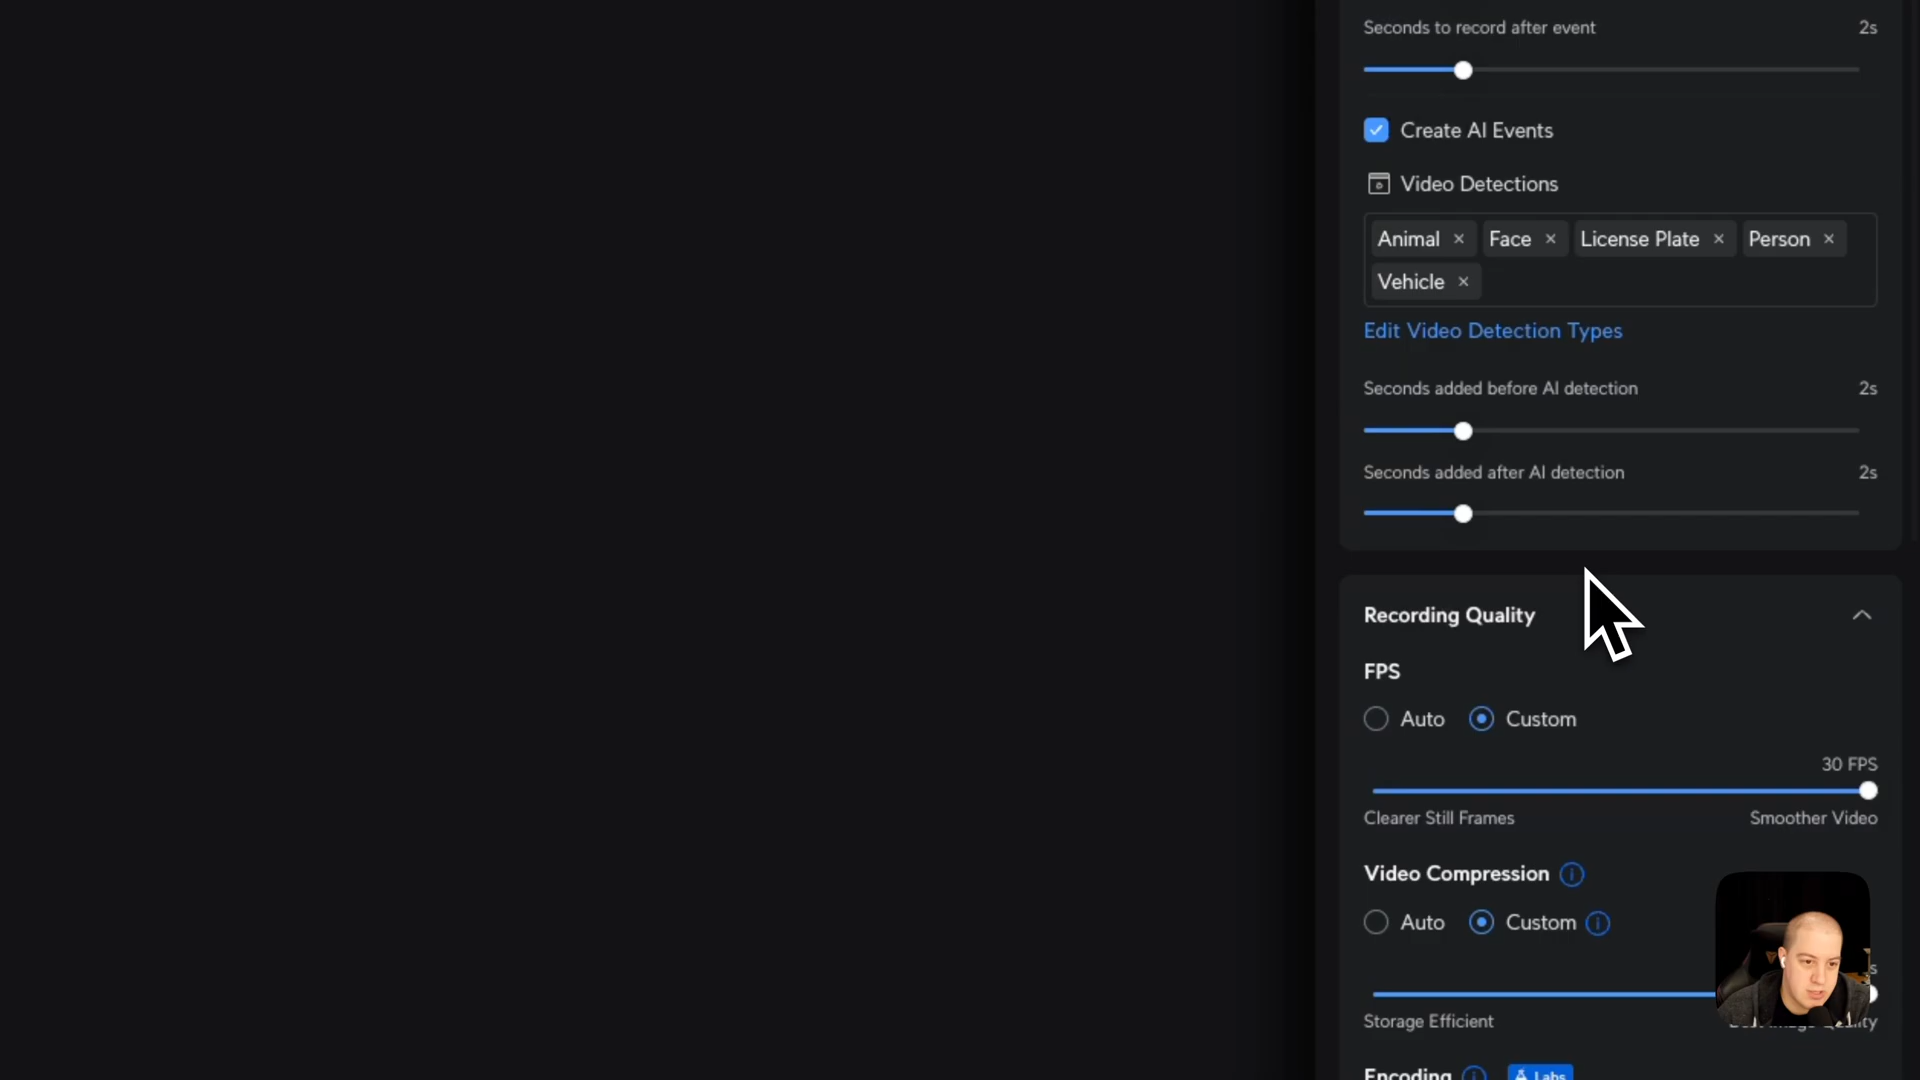 Seconds to record after event 2s
Create AI Events
Video Detections
Animal × Face × License Plate × Person ×
Vehicle ×
Edit Video Detection Types
Seconds added before AI detection 2s
Seconds added after AI detection 2s
Recording Quality
FPS
Auto Custom
30 FPS
Clearer Still Frames Smoother Video
Video Compression
Auto Custom
Storage Efficient
Encoding Labs